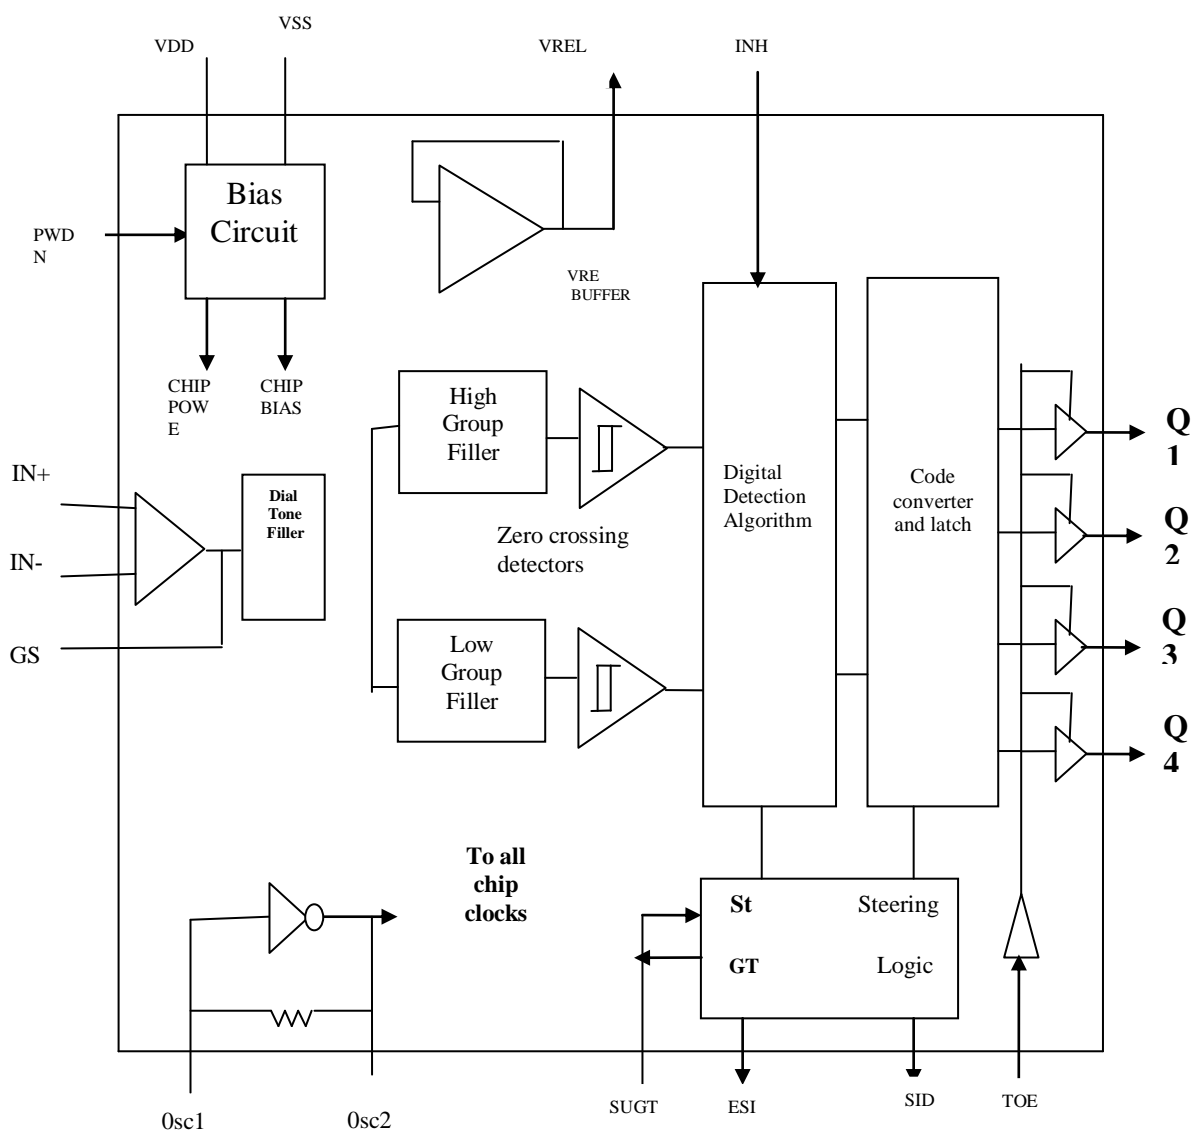 VSS
VDD
VREL
INH
Bias
Circuit
PWD
N
VRE
BUFFER
CHIP
POW
E
CHIP
BIAS
High
Group
Filler
IN+
IN-
GS
Dial
Tone
Filler
Zero crossing
detectors
Low
Group
Filler
Digital
Detection
Algorithm
Code
converter
and latch
Q
1
Q
2
Q
3
Q
4
To all
chip
clocks
St
Steering
GT
Logic
0sc1
0sc2
SUGT
ESI
SID
TOE